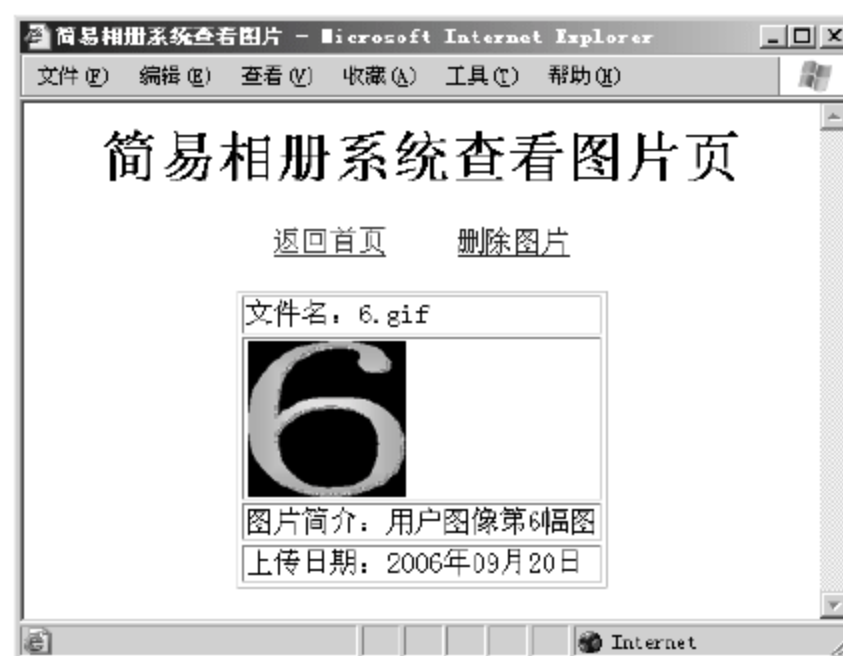 简易相册系统查看图片 - Microsoft Internet Explorer
文件(F) 编辑(E) 查看(V) 收藏(A) 工具(T) 帮助(H)
简易相册系统查看图片页
返回首页 删除图片
文件名：6.gif
6
图片简介：用户图像第6幅图
上传日期：2006年09月20日
Internet